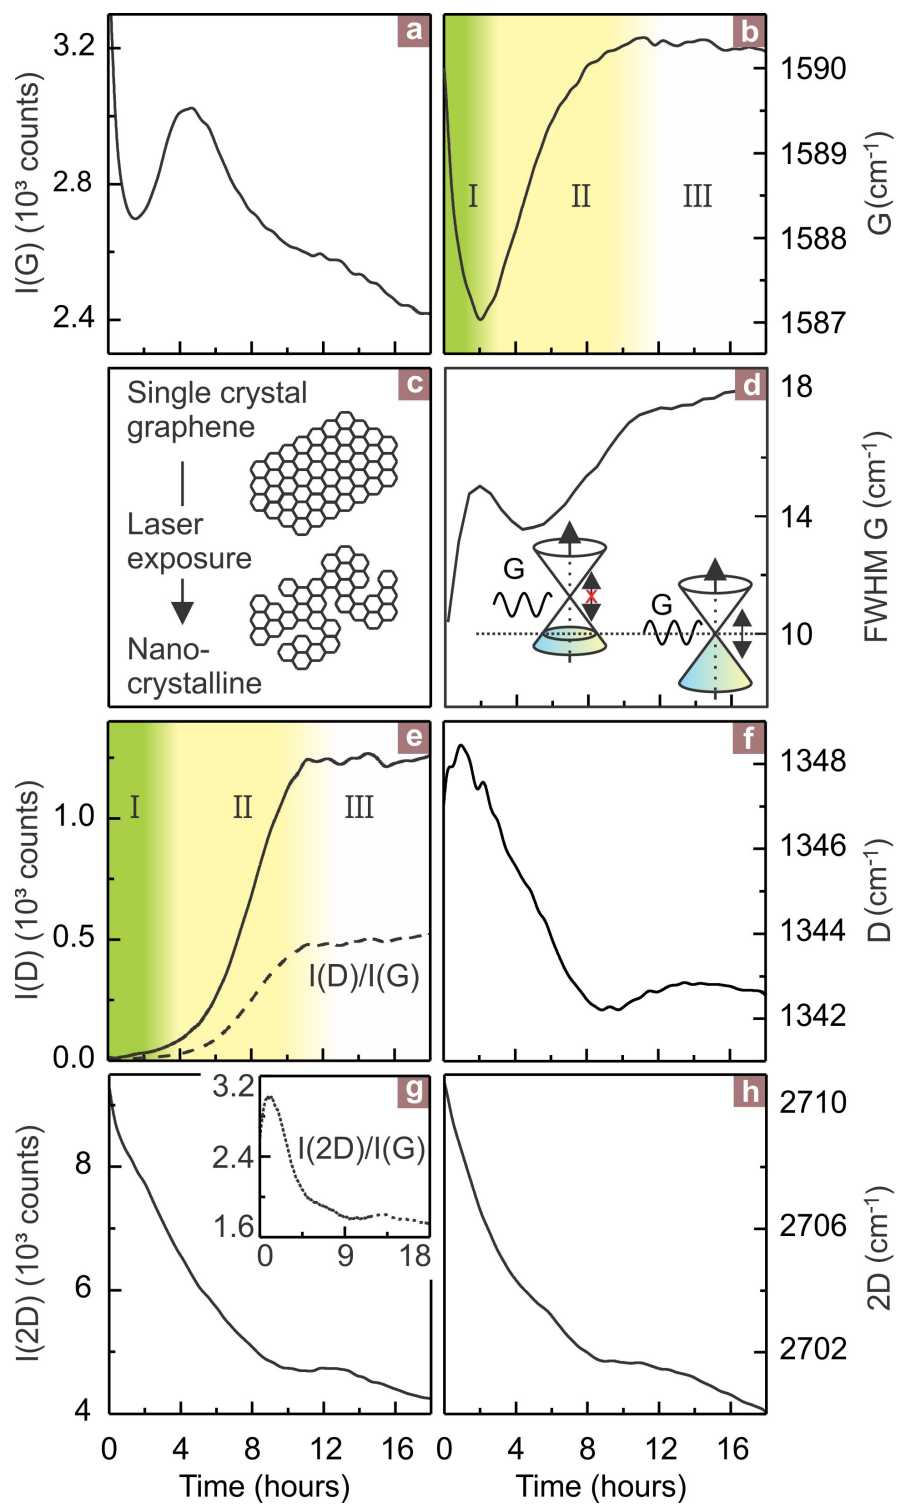 a
3.2
2.8
2.4
I(G) (10³ counts)
b
I
II
III
1590
1589
1588
1587
G(cm⁻¹)
c
Single crystal
graphene
Laser
exposure
Nano-
crystalline
d
18
14
10
G
G
FWHM G (cm⁻¹)
e
I
II
III
1.0
0.5
0.0
I(D)/I(G)
I(D) (10³ counts)
f
1348
1346
1344
1342
D(cm⁻¹)
g
8
6
4
I(2D) (10³ counts)
3.2
2.4
1.6
I(2D)/I(G)
0 9 18
0 4 8 12 16
Time (hours)
h
2710
2706
2702
2D (cm⁻¹)
0 4 8 12 16
Time (hours)